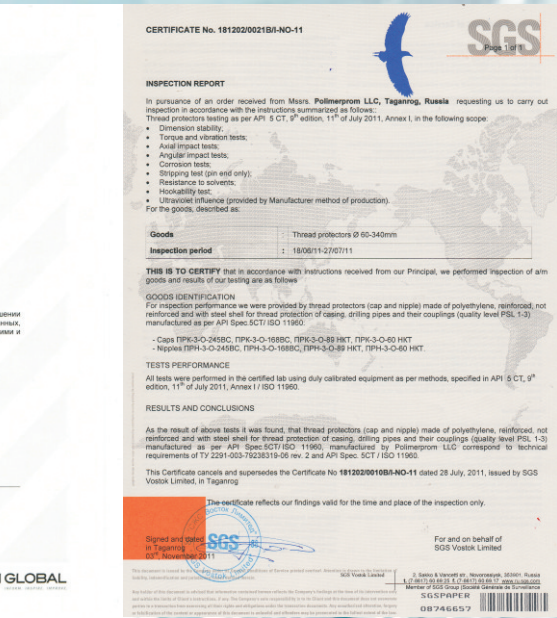 CERTIFICATE No. 181202/0021B/I-NO-11
SGS
Page 1 of 1
INSPECTION REPORT
In pursuance of an order received from Messrs. Polimerprom LLC, Taganrog, Russia requesting us to carry out
inspection in accordance with the instructions summarized as follows:
Thread protectors testing as per API 5 CT, 9th edition, 11th of July 2011, Annex I, in the following scope:
• Dimension stability;
• Torque and vibration tests;
• Axial impact tests;
• Angular impact tests;
• Corrosion tests;
• Stripping test (pin end only);
• Resistance to solvents;
• Hookability test;
• Ultraviolet influence (provided by Manufacturer method of production).
For the goods, described as:
Goods : Thread protectors Ø 60-340mm
Inspection period : 18/06/11-27/07/11
THIS IS TO CERTIFY that in accordance with instructions received from our Principal, we performed inspection of a/m
goods and results of our testing are as follows
GOODS IDENTIFICATION
For inspection performance we were provided by thread protectors (cap and nipple) made of polyethylene, reinforced, not
reinforced and with steel shell for thread protection of casing, drilling pipes and their couplings (quality level PSL 1-3)
manufactured as per API Spec.5CT/ ISO 11960:
- Caps ПРК-3-О-245ВС, ПРК-3-О-168ВС, ПРК-3-О-89 НКТ, ПРК-3-О-60 НКТ
- Nipples ПРН-3-О-245ВС, ПРН-3-О-168ВС, ПРН-3-О-89 НКТ, ПРН-3-О-60 НКТ.
TESTS PERFORMANCE
All tests were performed in the certified lab using duly calibrated equipment as per methods, specified in API 5 CT, 9th
edition, 11th of July 2011, Annex I / ISO 11960.
RESULTS AND CONCLUSIONS
As the result of above tests it was found, that thread protectors (cap and nipple) made of polyethylene, reinforced, not
reinforced and with steel shell for thread protection of casing, drilling pipes and their couplings (quality level PSL 1-3)
manufactured as per API Spec.5CT/ ISO 11960, manufactured by Polimerprom LLC correspond to technical
requirements of ТУ 2291-003-79238319-06 rev. 2 and API Spec. 5CT / ISO 11960.
This Certificate cancels and supersedes the Certificate No 181202/0010B/I-NO-11 dated 28 July, 2011, issued by SGS
Vostok Limited, in Taganrog
The certificate reflects our findings valid for the time and place of the inspection only.
Signed and dated
in Taganrog
03rd, November 2011
SGS
For and on behalf of
SGS Vostok Limited
SGS Vostok Limited
Member of SGS Group (Société Générale de Surveillance
SGSPAPER
08746657
GLOBAL